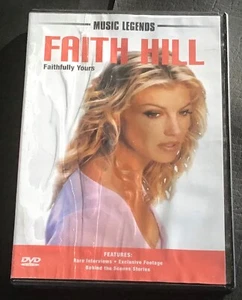 MUSIC LEGENDS
FAITH HILL
Faithfully Yours
DVD
FEATURES:
Rare Interviews • Exclusive Footage
Behind the Scenes Stories